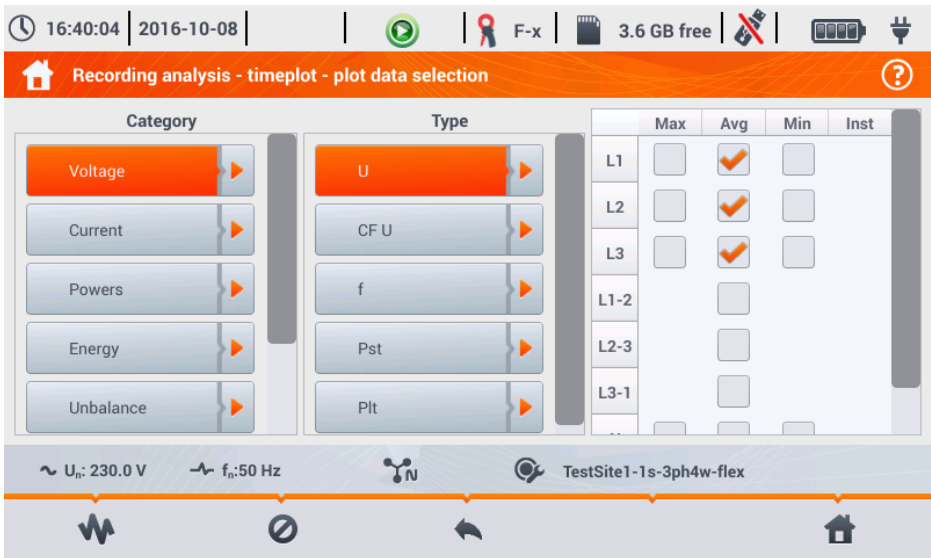 16:40:04 2016-10-08 F-x 3.6 GB free
Recording analysis - timeplot - plot data selection ?
Category Type Max Avg Min Inst
Voltage U L1
Current CF U L2
L3
Powers f L1-2
Energy Pst L2-3
Unbalance Plt L3-1
Uₙ: 230.0 V fₙ:50 Hz N TestSite1-1s-3ph4w-flex